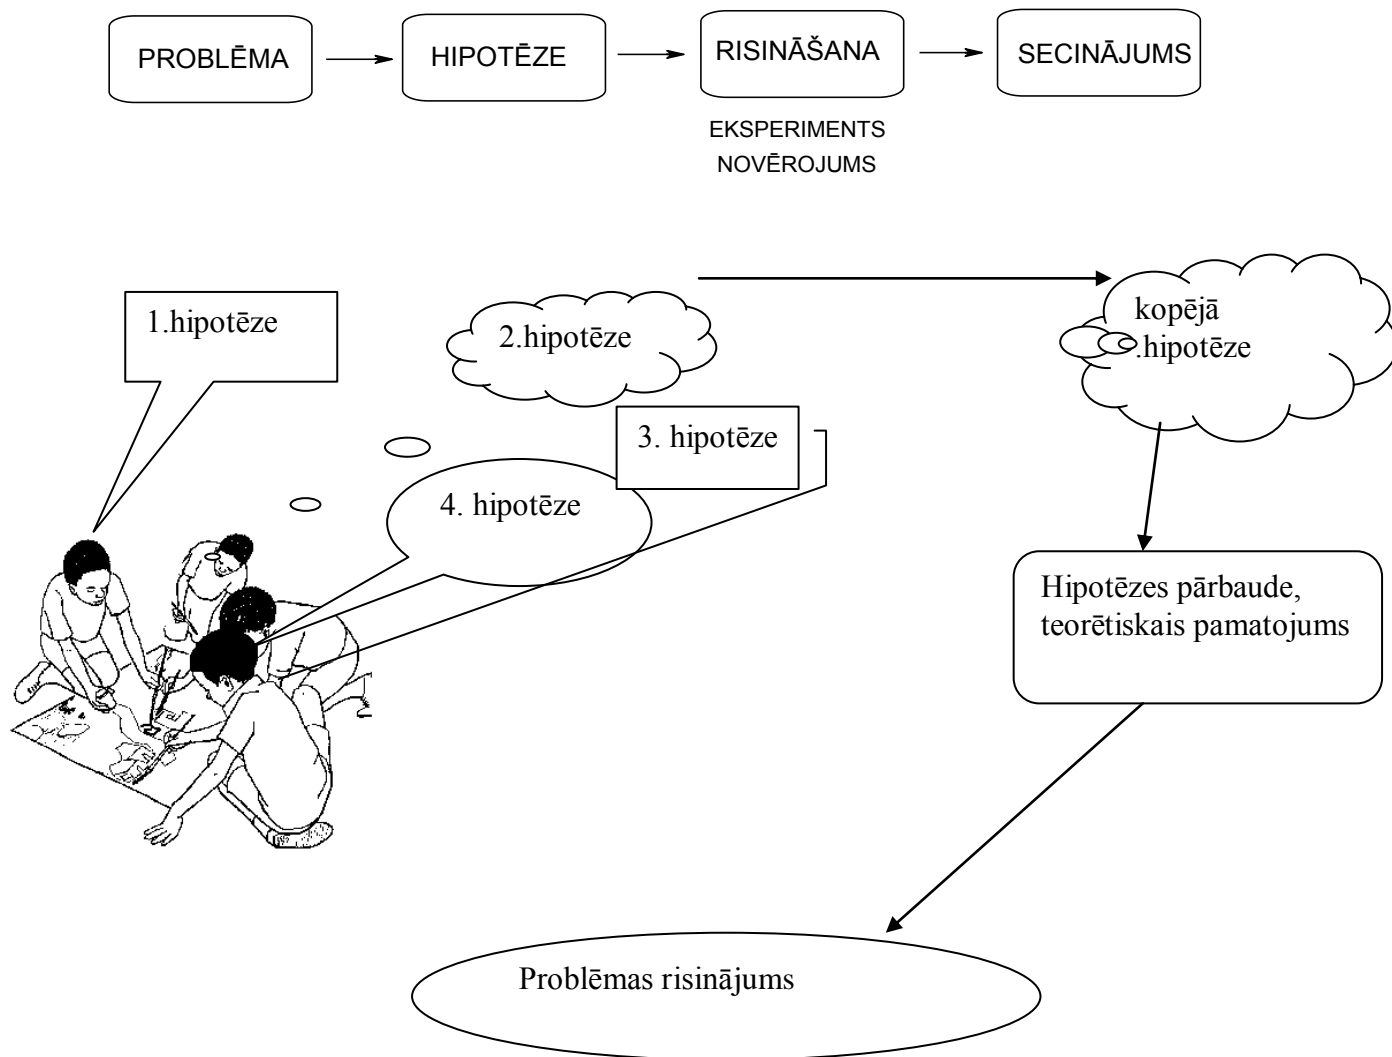 PROBLĒMA
HIPOTĒZE
RISINĀŠANA
SECINĀJUMS
EKSPERIMENTS
NOVĒROJUMS
1.hipotēze
2.hipotēze
kopējā
.hipotēze
3. hipotēze
4. hipotēze
Hipotēzes pārbaude,
teorētiskais pamatojums
Problēmas risinājums